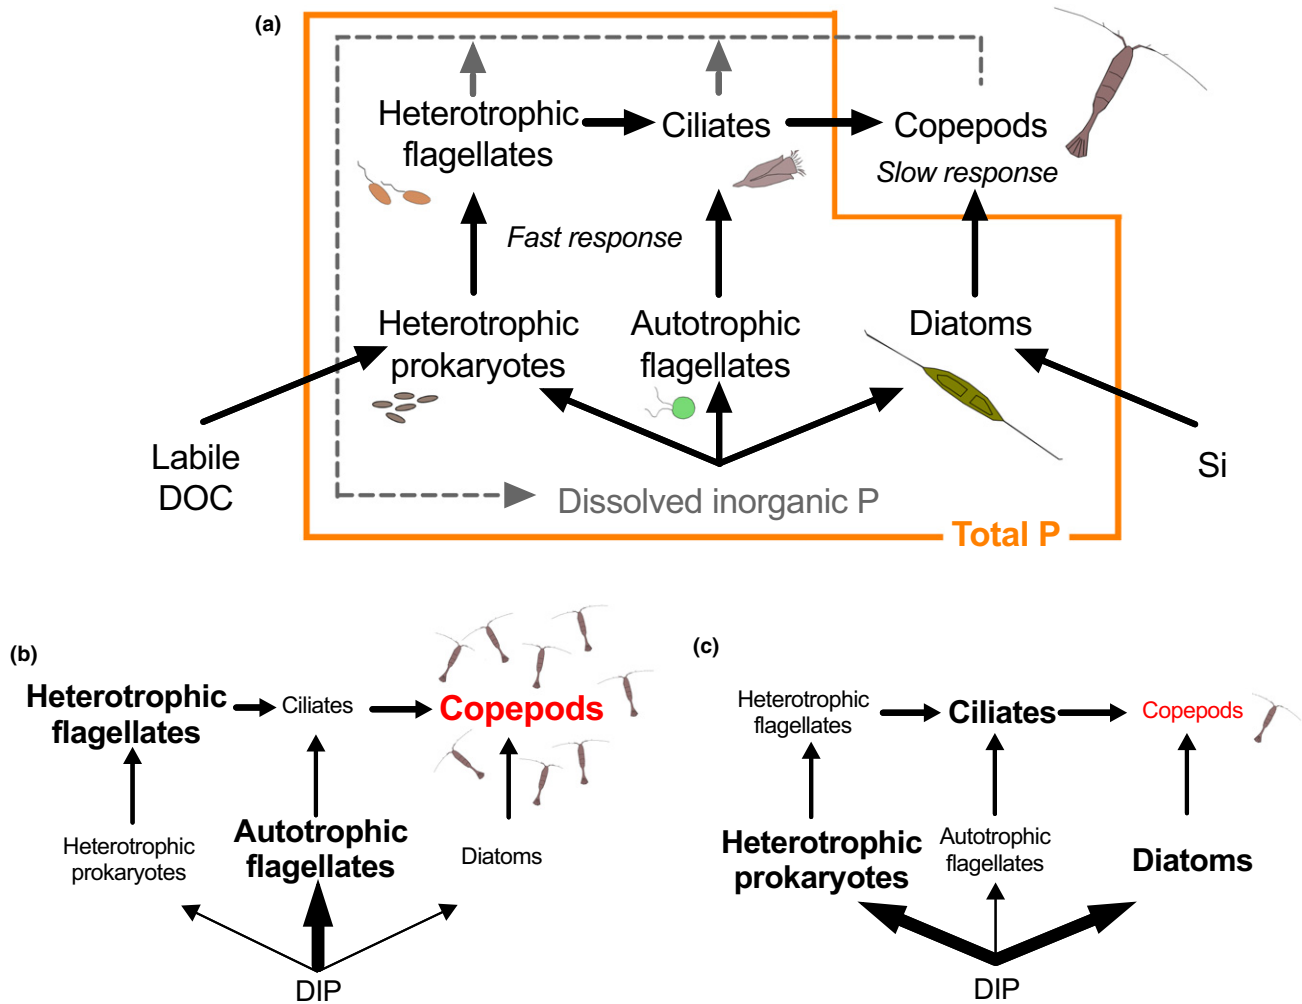 (a)
Heterotrophic
flagellates
Ciliates
Copepods
Slow response
Fast response
Heterotrophic
prokaryotes
Autotrophic
flagellates
Diatoms
Labile
DOC
Si
Dissolved inorganic P
Total P
(b)
Heterotrophic
flagellates
Ciliates
Copepods
Heterotrophic
prokaryotes
Autotrophic
flagellates
Diatoms
DIP
(c)
Heterotrophic
flagellates
Ciliates
Copepods
Heterotrophic
prokaryotes
Autotrophic
flagellates
Diatoms
DIP